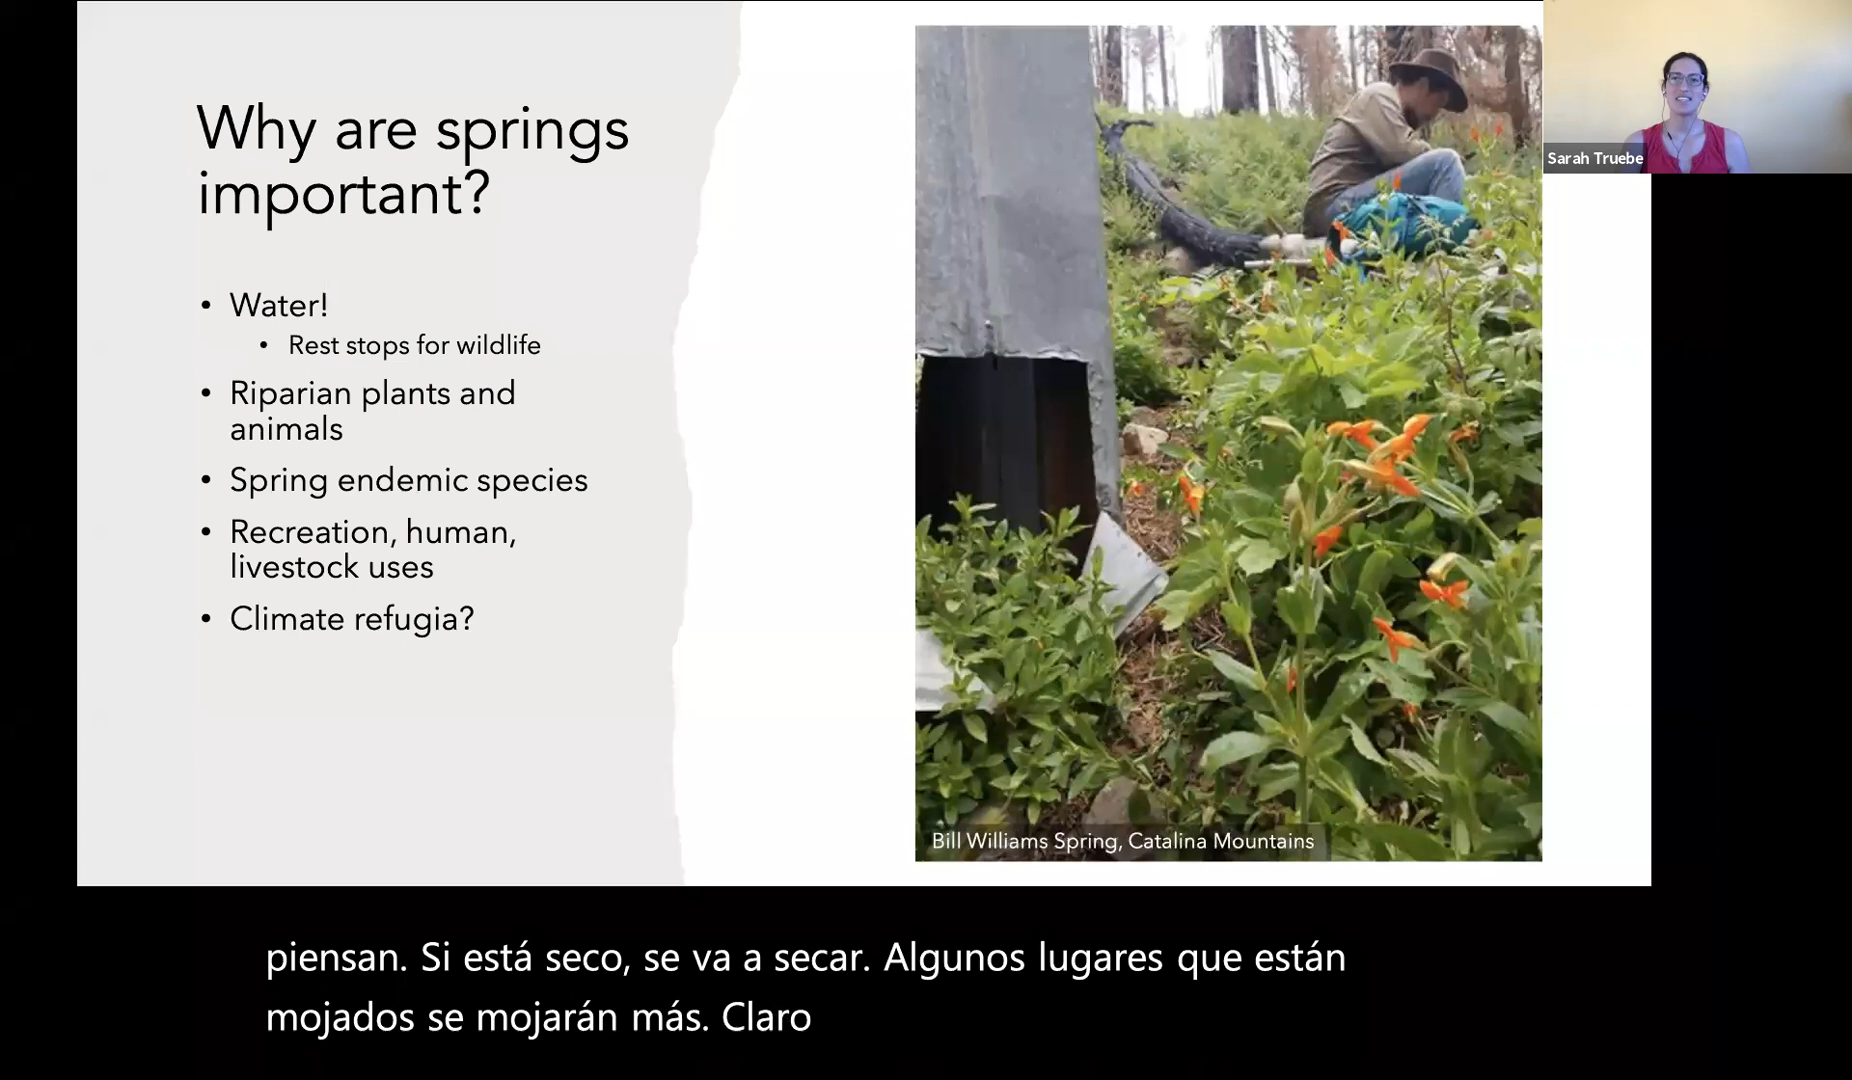 Why are springs
important?
• Water!
• Rest stops for wildlife
• Riparian plants and
animals
• Spring endemic species
• Recreation, human,
livestock uses
• Climate refugia?
Bill Williams Spring, Catalina Mountains
Sarah Truebe
piensan. Si está seco, se va a secar. Algunos lugares que están
mojados se mojarán más. Claro